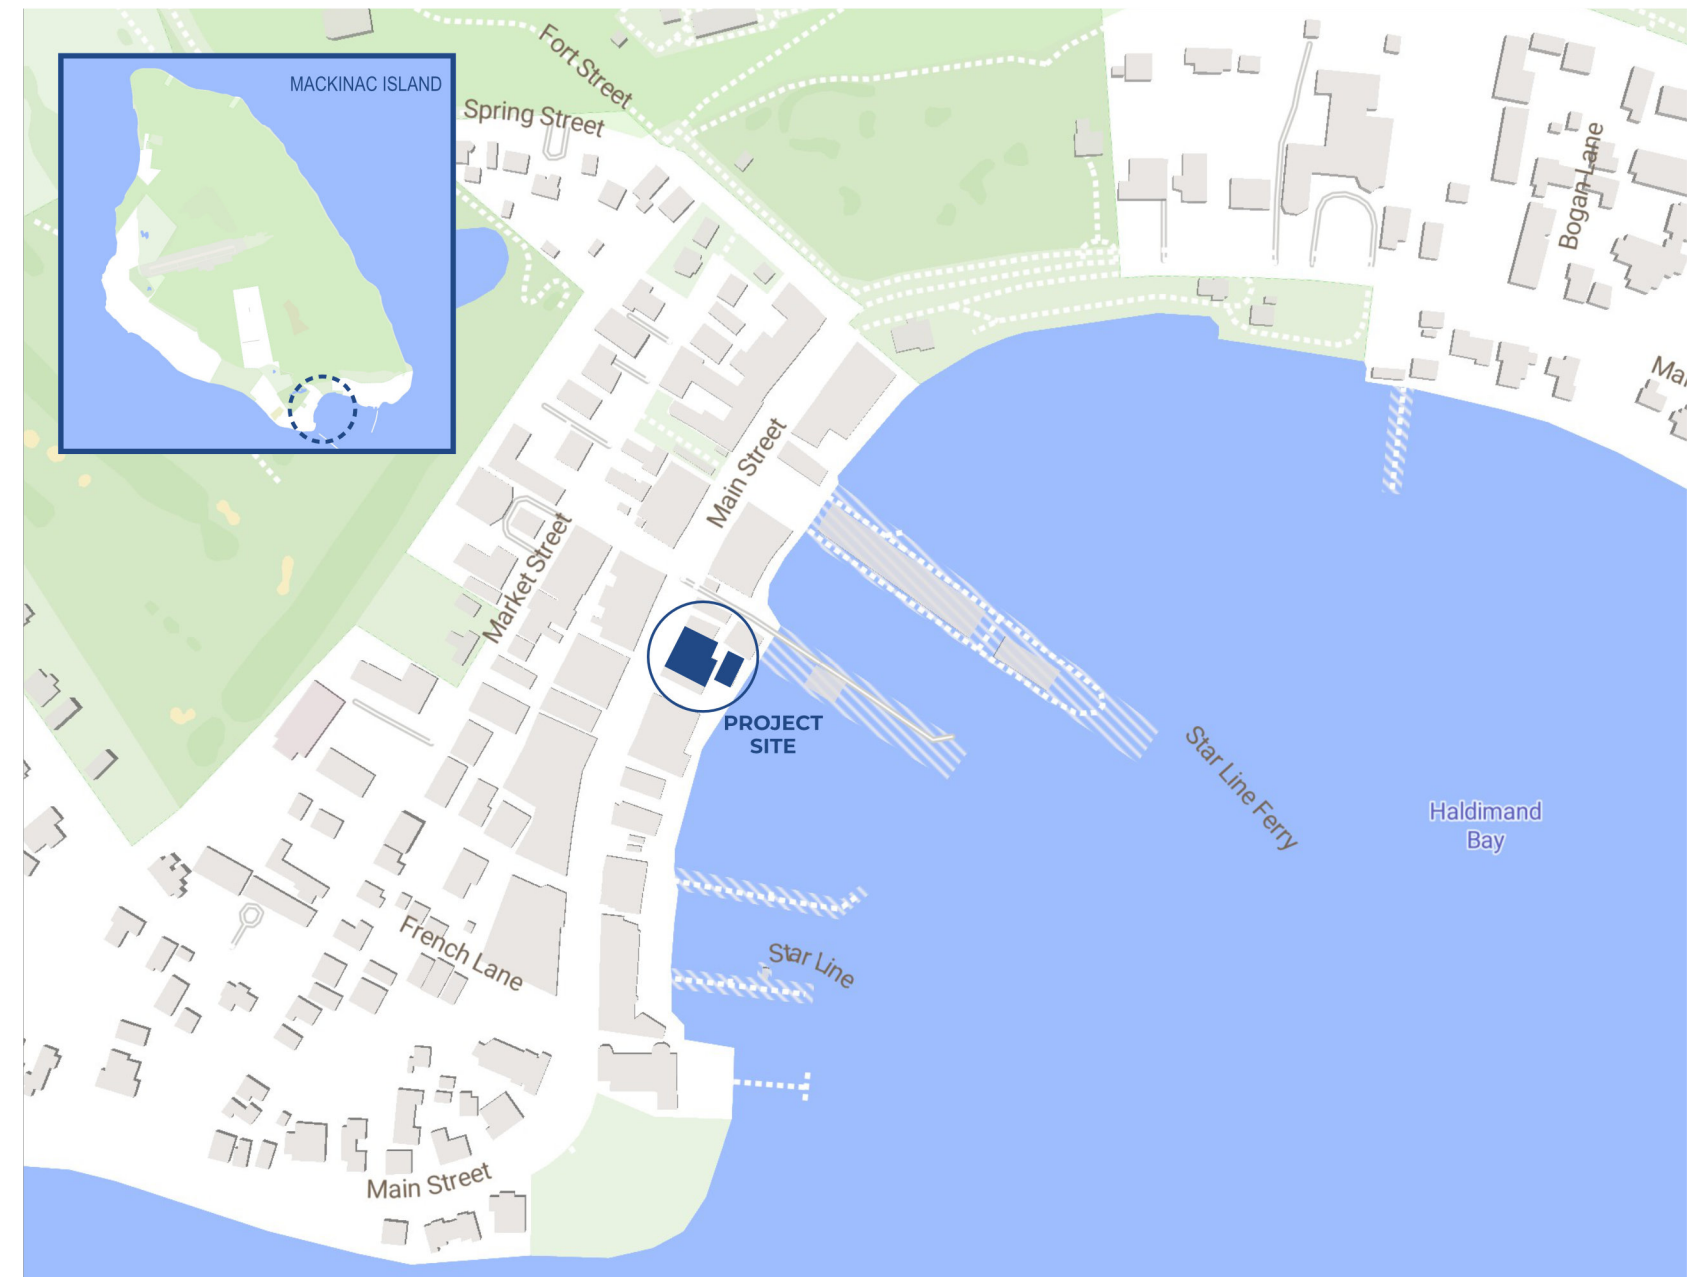 MACKINAC ISLAND
Fort Street
Spring Street
Bogan Lane
Main Street
Market Street
PROJECT
SITE
Star Line Ferry
Haldimand
Bay
French Lane
Star Line
Main Street